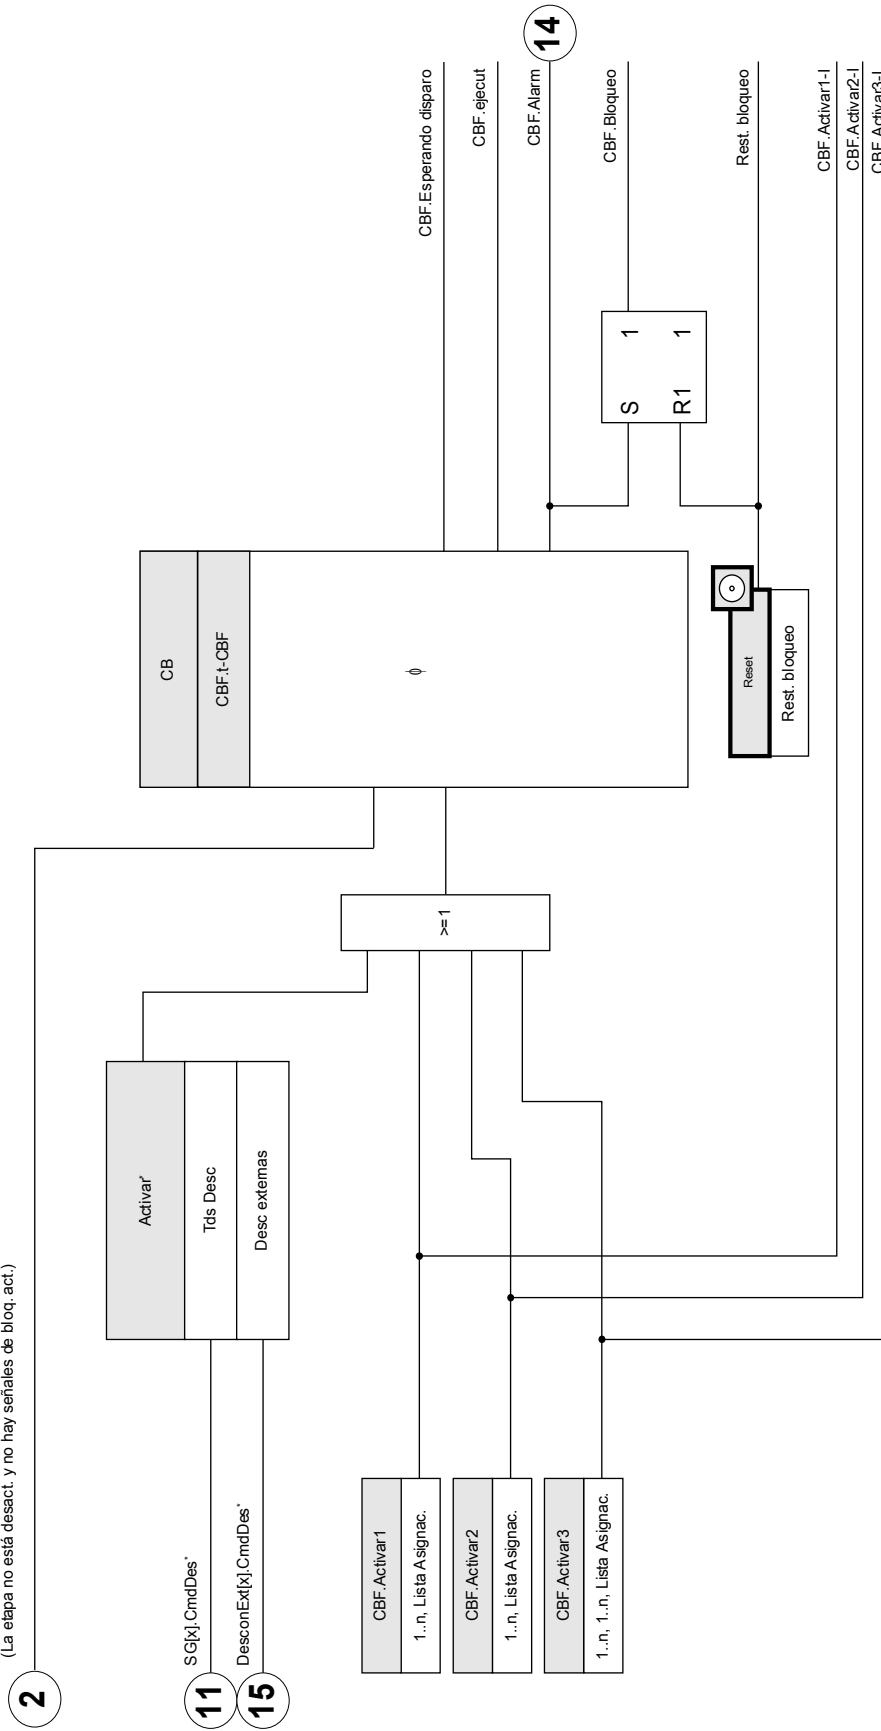 (La etapa no está desact. y no hay señales de bloq. act.)
2
SG[x].CmdDes*
11
DesconExt[x].CmdDes*
15
Activar*
Tds Desc
Desc externas
CBF.Activar1
1..n, Lista Asignac.
CBF.Activar2
1..n, Lista Asignac.
CBF.Activar3
1..n, 1..n, Lista Asignac.
>=1
CB
CBF.t-CBF
ϕ
Reset
Rest. bloqueo
S 1
R1 1
CBF.Esperando disparo
CBF.ejecut
CBF.Alarm
14
CBF.Bloqueo
Rest. bloqueo
CBF.Activar1-I
CBF.Activar2-I
CBF.Activar3-I